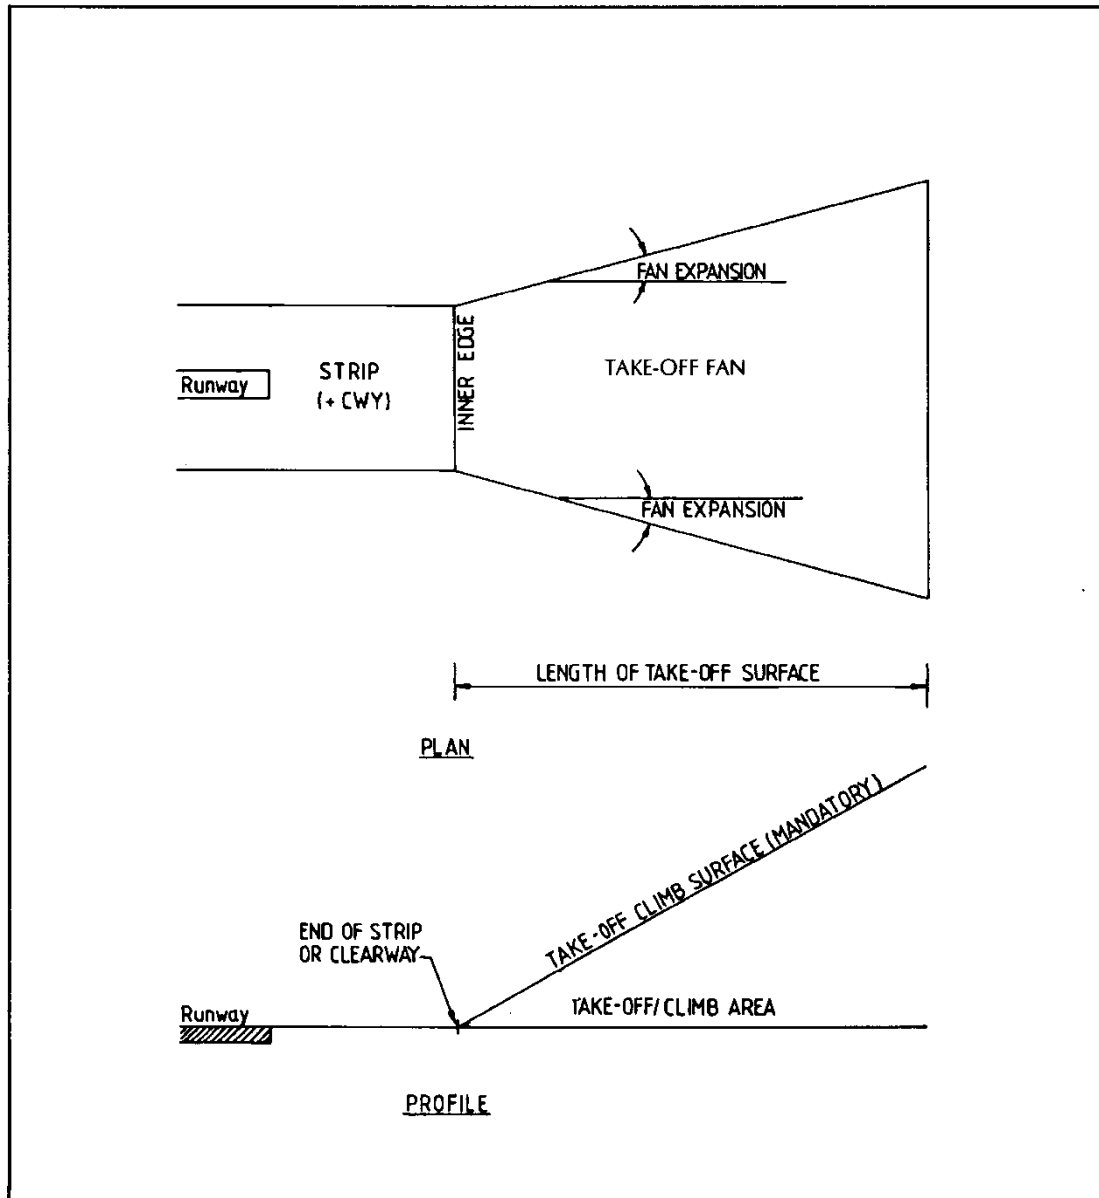 FAN EXPANSION
Runway
STRIP
(+ CWY)
INNER EDGE
TAKE-OFF FAN
FAN EXPANSION
LENGTH OF TAKE-OFF SURFACE
PLAN
TAKE-OFF CLIMB SURFACE (MANDATORY)
END OF STRIP
OR CLEARWAY
Runway
TAKE-OFF/CLIMB AREA
PROFILE